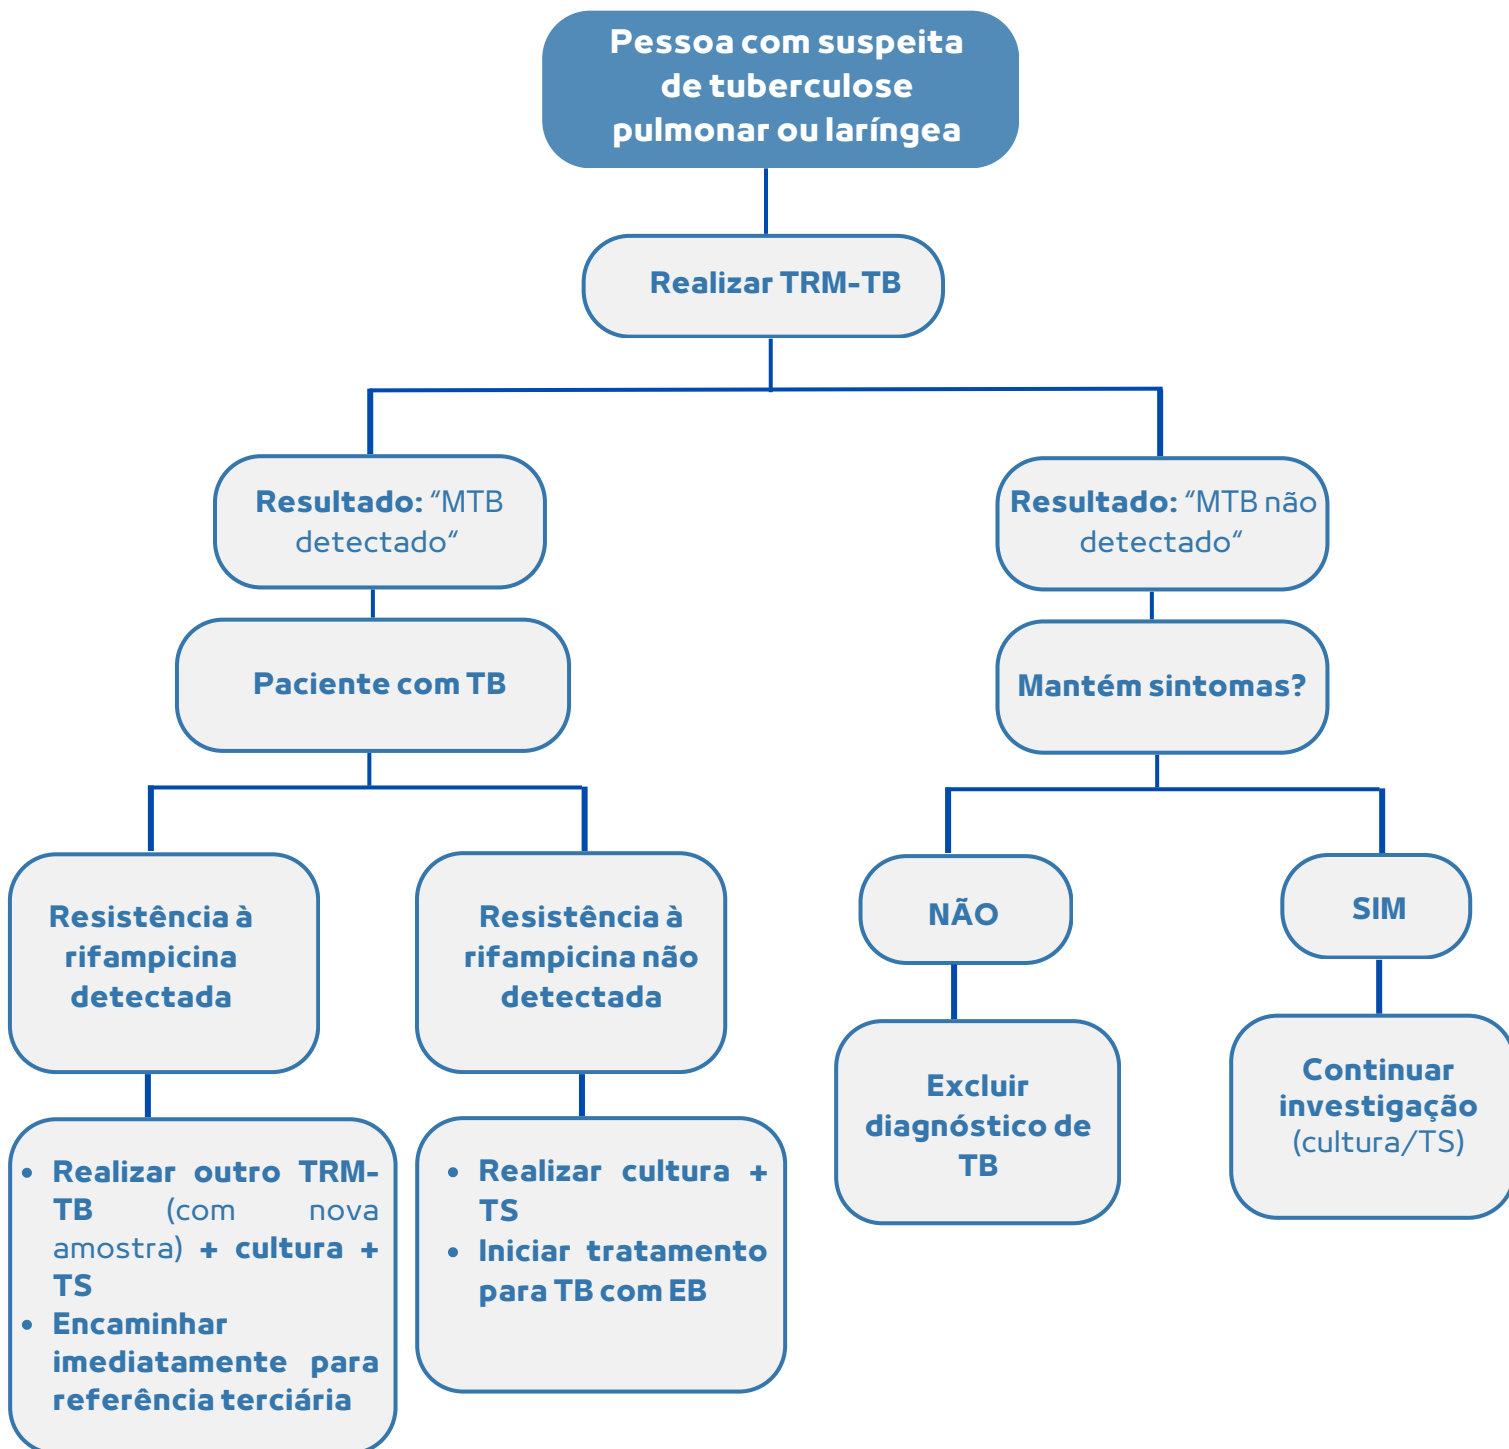 Pessoa com suspeita
de tuberculose
pulmonar ou laríngea
Realizar TRM-TB
Resultado: “MTB
detectado“
Resultado: “MTB não
detectado“
Paciente com TB
Mantém sintomas?
Resistência à
rifampicina
detectada
Resistência à
rifampicina não
detectada
NÃO
SIM
• Realizar outro TRM-
TB (com nova
amostra) + cultura +
TS
• Encaminhar
imediatamente para
referência terciária
• Realizar cultura +
TS
• Iniciar tratamento
para TB com EB
Excluir
diagnóstico de
TB
Continuar
investigação
(cultura/TS)